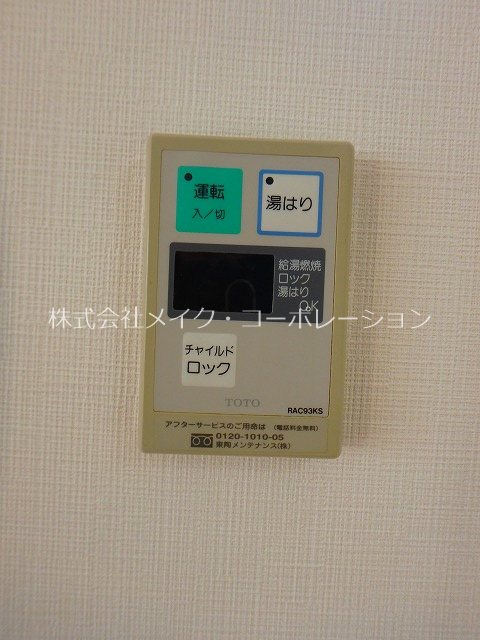 運転
入／切
湯はり
給湯燃焼
ロック
湯はり
OK
株式会社メイク・コーポレーション
チャイルド
ロック
TOTO
RAC93KS
アフターサービスのご用命は (電話料金無料)
0120-1010-05
東陶メンテナンス(株)